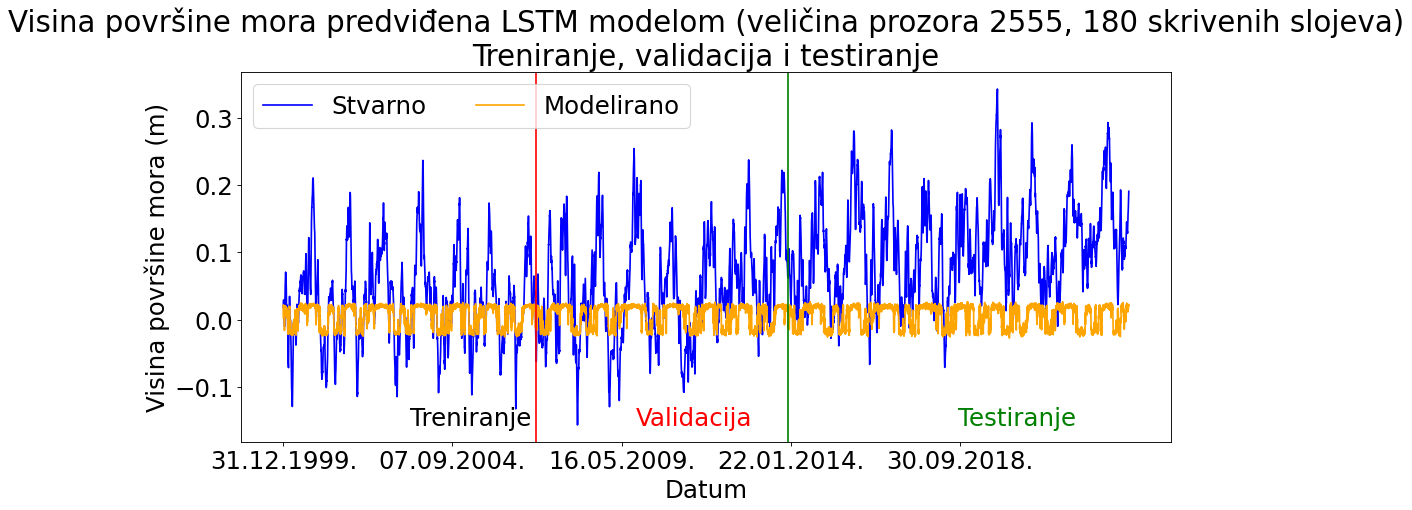 Visina površine mora predviđena LSTM modelom (veličina prozora 2555, 180 skrivenih slojeva)
Treniranje, validacija i testiranje
Stvarno
Modelirano
Visina površine mora (m)
0.3
0.2
0.1
0.0
−0.1
Treniranje
Validacija
Testiranje
31.12.1999.
07.09.2004.
16.05.2009.
22.01.2014.
30.09.2018.
Datum